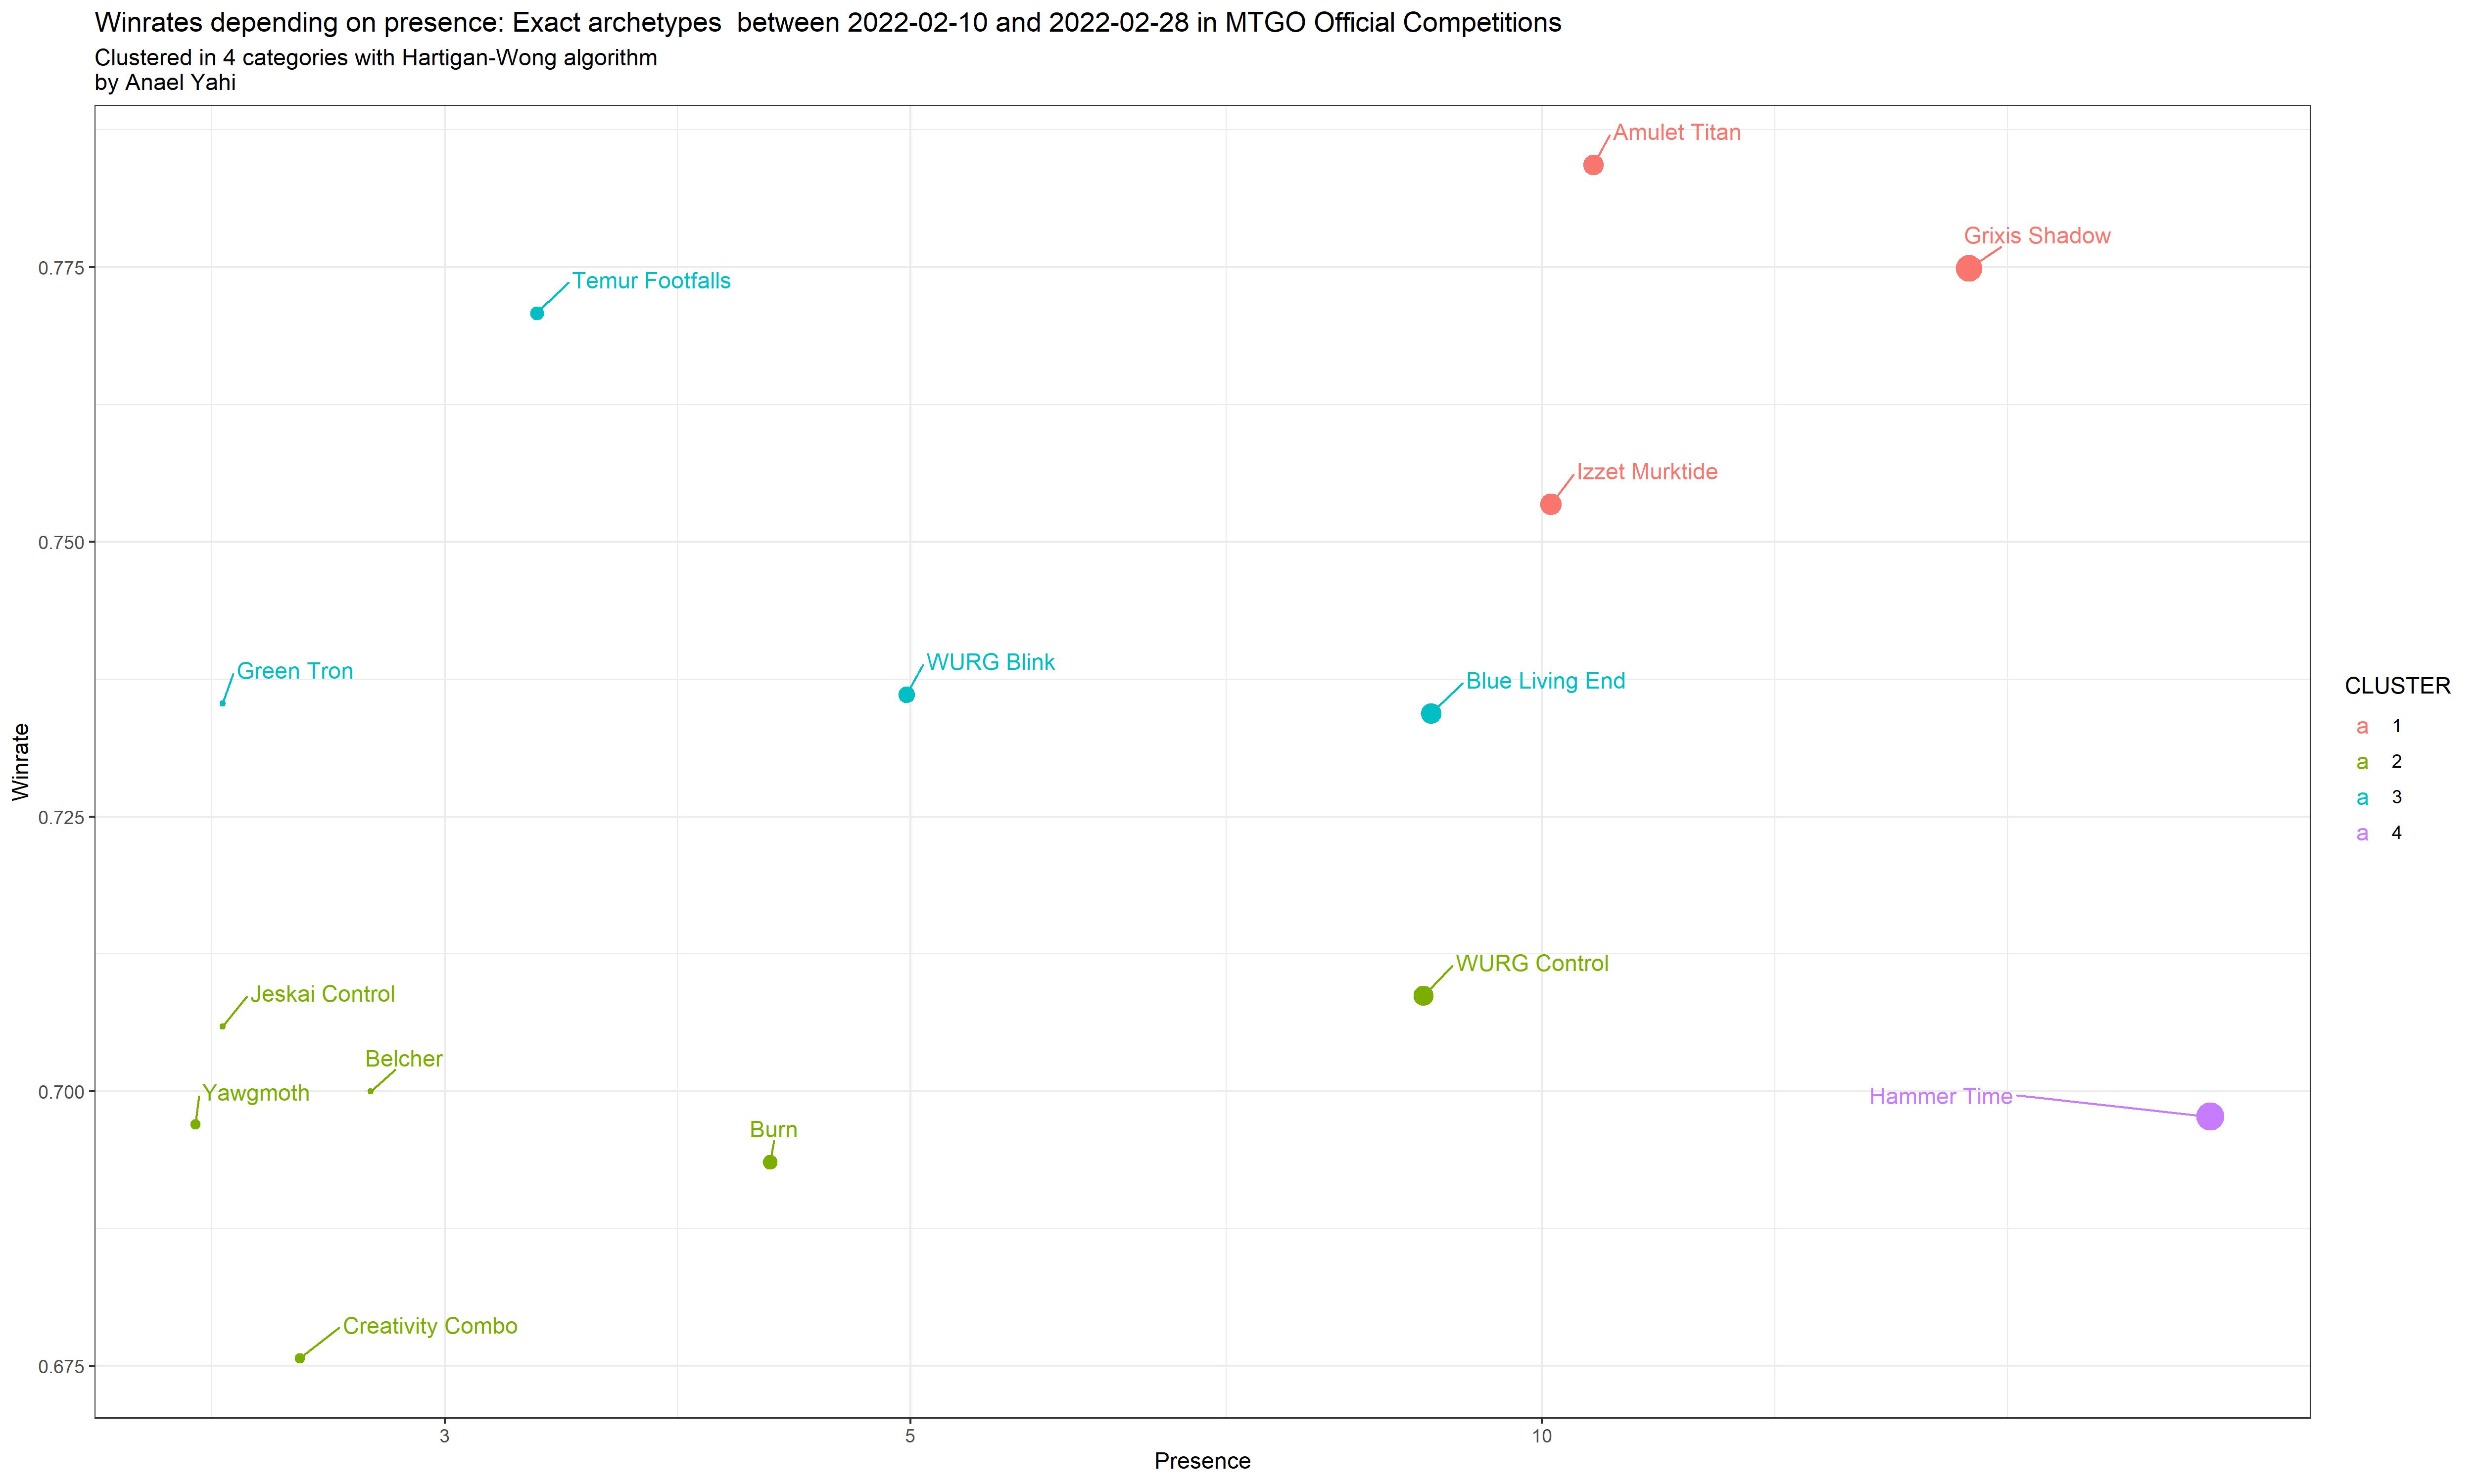 Winrates depending on presence: Exact archetypes  between 2022-02-10 and 2022-02-28 in MTGO Official Competitions
Clustered in 4 categories with Hartigan-Wong algorithm
by Anael Yahi
Amulet Titan
Grixis Shadow
0.775
Temur Footfalls
Izzet Murktide
0.750
WURG Blink
Green Tron
Blue Living End
CLUSTER
a 1
a 2
a 3
a 4
Winrate
0.725
WURG Control
Jeskai Control
Belcher
0.700
Yawgmoth
Hammer Time
Burn
Creativity Combo
0.675
3
5
10
Presence